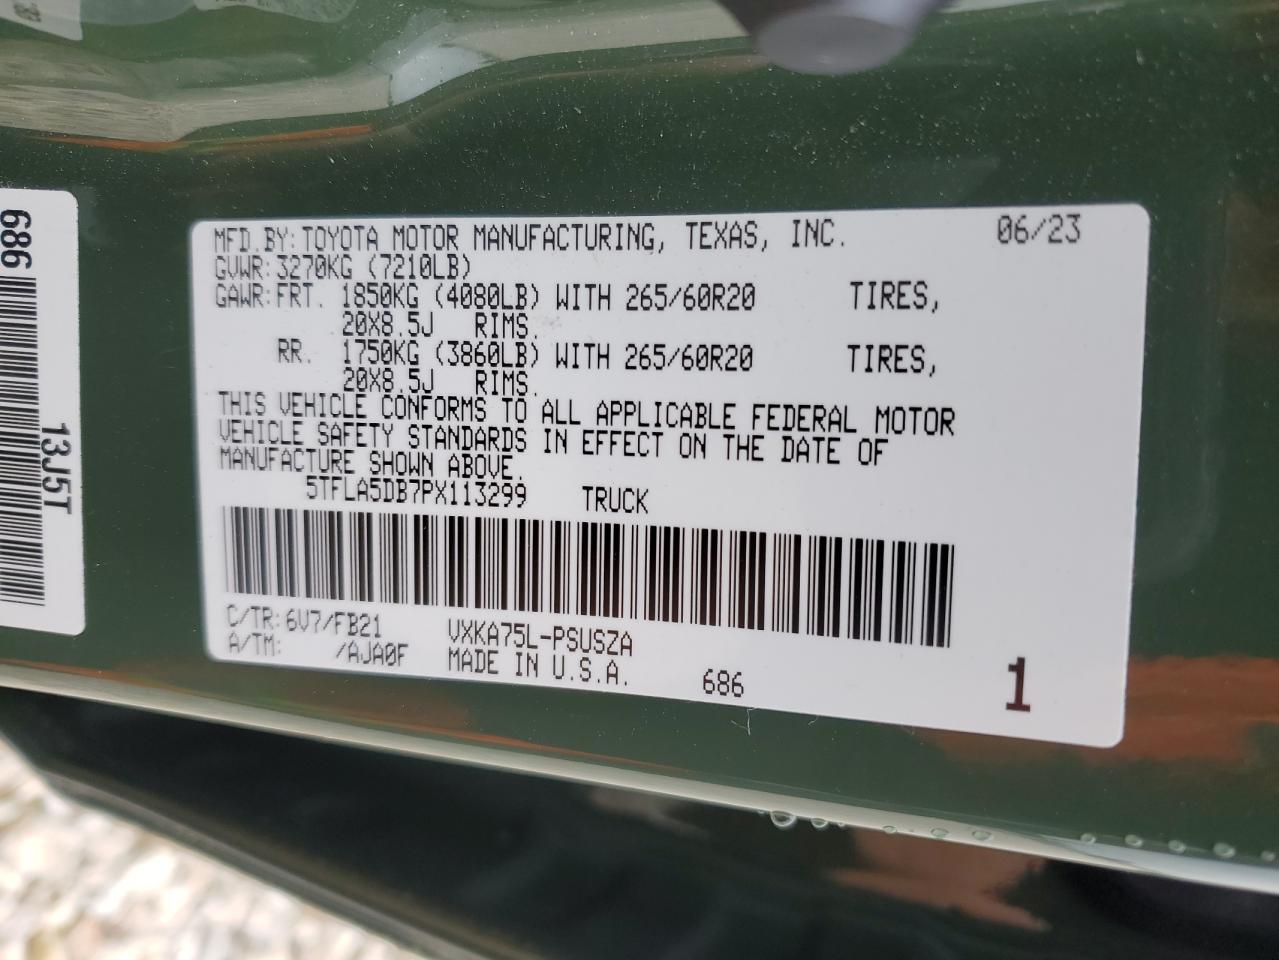 MFD.BY:TOYOTA MOTOR MANUFACTURING, TEXAS, INC. 06/23
GVWR:3270KG (7210LB)
GAWR:FRT. 1850KG (4080LB) WITH 265/60R20 TIRES,
20X8.5J RIMS.
RR. 1750KG (3860LB) WITH 265/60R20 TIRES,
20X8.5J RIMS.
THIS VEHICLE CONFORMS TO ALL APPLICABLE FEDERAL MOTOR
VEHICLE SAFETY STANDARDS IN EFFECT ON THE DATE OF
MANUFACTURE SHOWN ABOVE.
5TFLA5DB7PX113299 TRUCK
C/TR:6V7/FB21 VXKA75L-PSUSZA
A/TM: /AJA0F MADE IN U.S.A. 686 1
686
13J5T